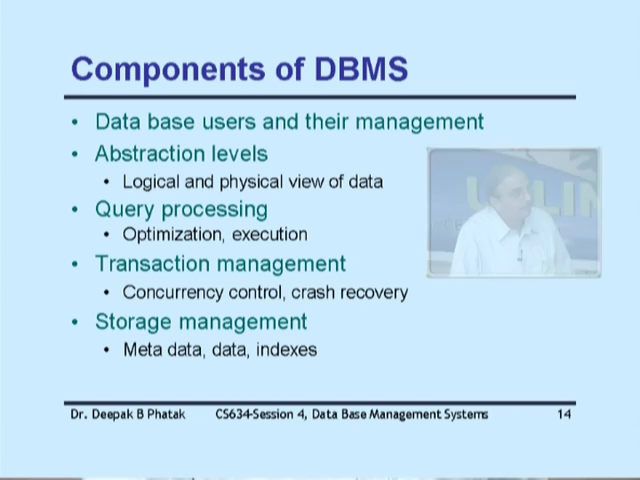 Components of DBMS
• Data base users and their management
• Abstraction levels
• Logical and physical view of data
• Query processing
• Optimization, execution
• Transaction management
• Concurrency control, crash recovery
• Storage management
• Meta data, data, indexes
Dr. Deepak B Phatak CS634-Session 4, Data Base Management Systems 14